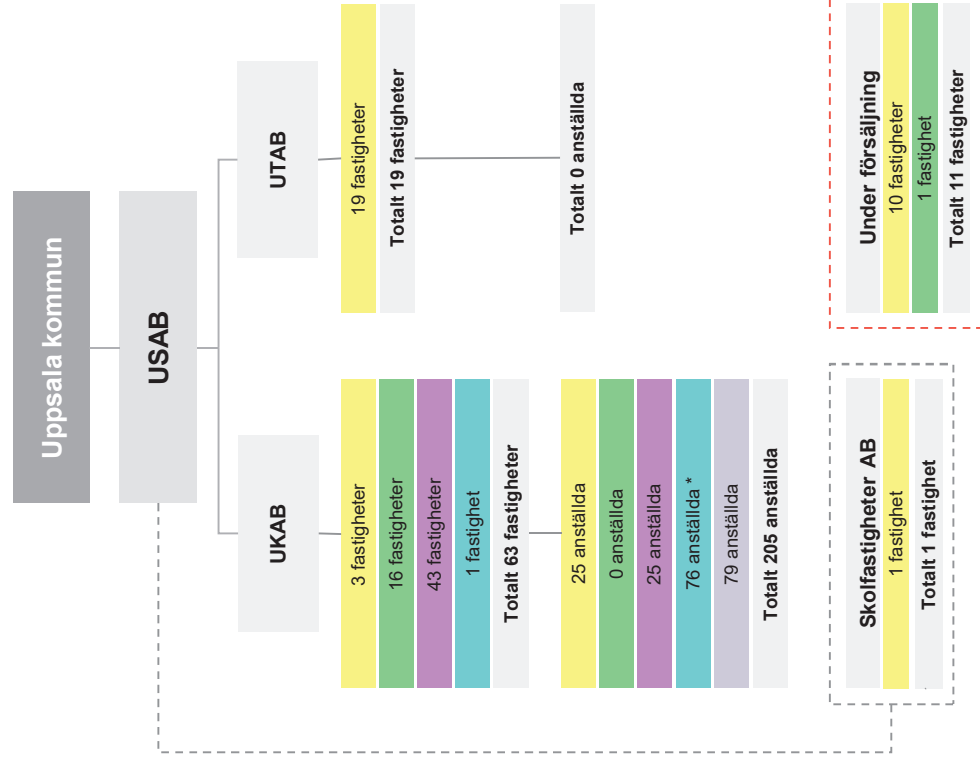 Uppsala kommun
USAB
UKAB
3 fastigheter
16 fastigheter
43 fastigheter
1 fastighet
Totalt 63 fastigheter
25 anställda
0 anställda
25 anställda
76 anställda *
79 anställda
Totalt 205 anställda
UTAB
19 fastigheter
Totalt 19 fastigheter
Totalt 0 anställda
Skolfastigheter AB
1 fastighet
Totalt 1 fastighet
Under försäljning
10 fastigheter
1 fastighet
Totalt 11 fastigheter